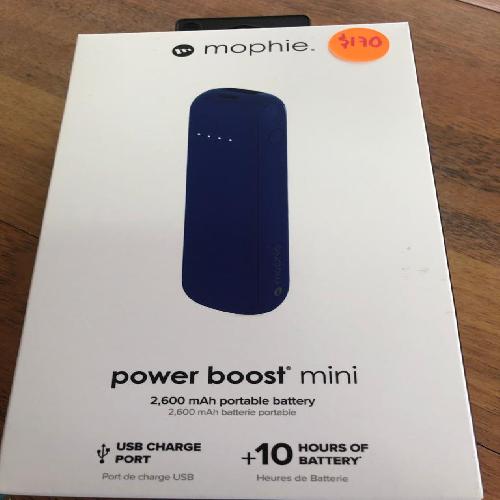 mophie.
$170
mophie
power boost® mini
2,600 mAh portable battery
2,600 mAh batterie portable
USB CHARGE
PORT
Port de charge USB
+10 HOURS OF
BATTERY*
Heures de Batterie